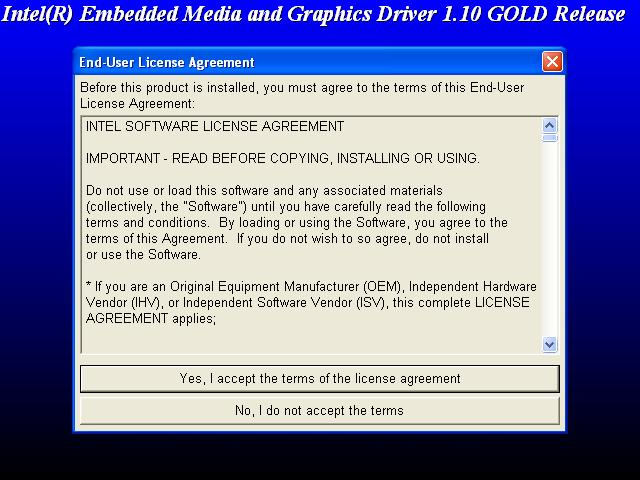 Intel(R) Embedded Media and Graphics Driver 1.10 GOLD Release
End-User License Agreement
Before this product is installed, you must agree to the terms of this End-User
License Agreement:
INTEL SOFTWARE LICENSE AGREEMENT
IMPORTANT - READ BEFORE COPYING, INSTALLING OR USING.
Do not use or load this software and any associated materials
(collectively, the "Software") until you have carefully read the following
terms and conditions.  By loading or using the Software, you agree to the
terms of this Agreement.  If you do not wish to so agree, do not install
or use the Software.
* If you are an Original Equipment Manufacturer (OEM), Independent Hardware
Vendor (IHV), or Independent Software Vendor (ISV), this complete LICENSE
AGREEMENT applies;
Yes, I accept the terms of the license agreement
No, I do not accept the terms